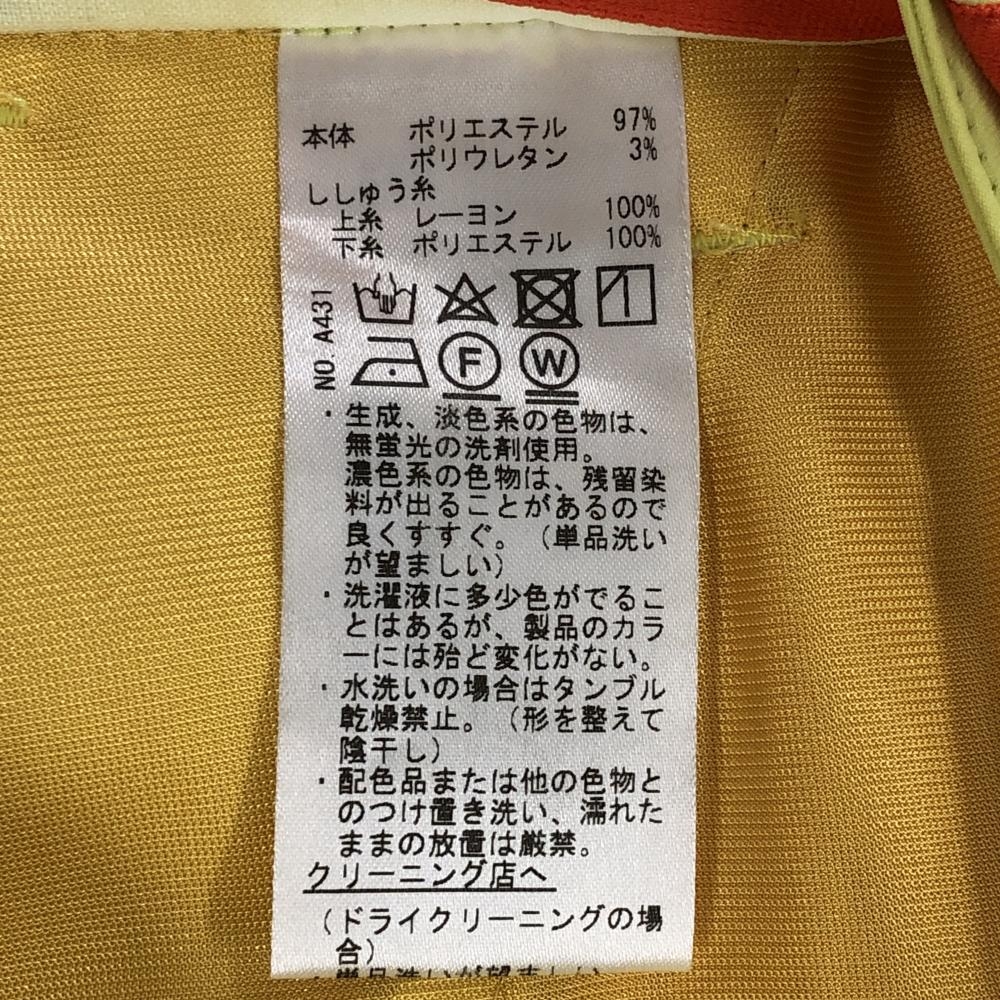 本体 ポリエステル 97%
ポリウレタン 3%
ししゅう糸
上糸 レーヨン 100%
下糸 ポリエステル 100%
NO. A431
F W
・生成、淡色系の色物は、
無蛍光の洗剤使用。
濃色系の色物は、残留染
料が出ることがあるので
良くすすぐ。（単品洗い
が望ましい）
・洗濯液に多少色がでるこ
とはあるが、製品のカラ
ーには殆ど変化がない。
・水洗いの場合はタンブル
乾燥禁止。（形を整えて
陰干し）
・配色品または他の色物と
のつけ置き洗い、濡れた
ままの放置は厳禁。
クリーニング店へ
（ドライクリーニングの場
合）
・単品洗いが望ましい